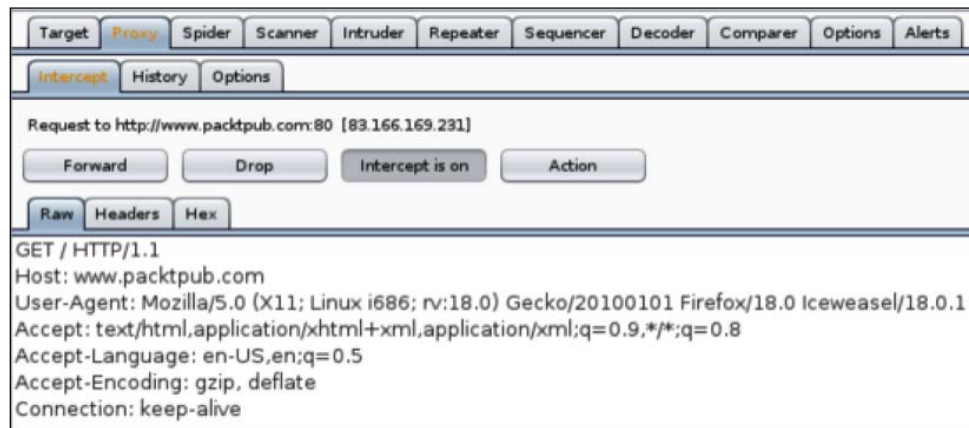 Target Proxy Spider Scanner Intruder Repeater Sequencer Decoder Comparer Options Alerts
Intercept History Options
Request to http://www.packtpub.com:80 [83.166.169.231]
Forward Drop Intercept is on Action
Raw Headers Hex
GET / HTTP/1.1
Host: www.packtpub.com
User-Agent: Mozilla/5.0 (X11; Linux i686; rv:18.0) Gecko/20100101 Firefox/18.0 Iceweasel/18.0.1
Accept: text/html,application/xhtml+xml,application/xml;q=0.9,*/*;q=0.8
Accept-Language: en-US,en;q=0.5
Accept-Encoding: gzip, deflate
Connection: keep-alive